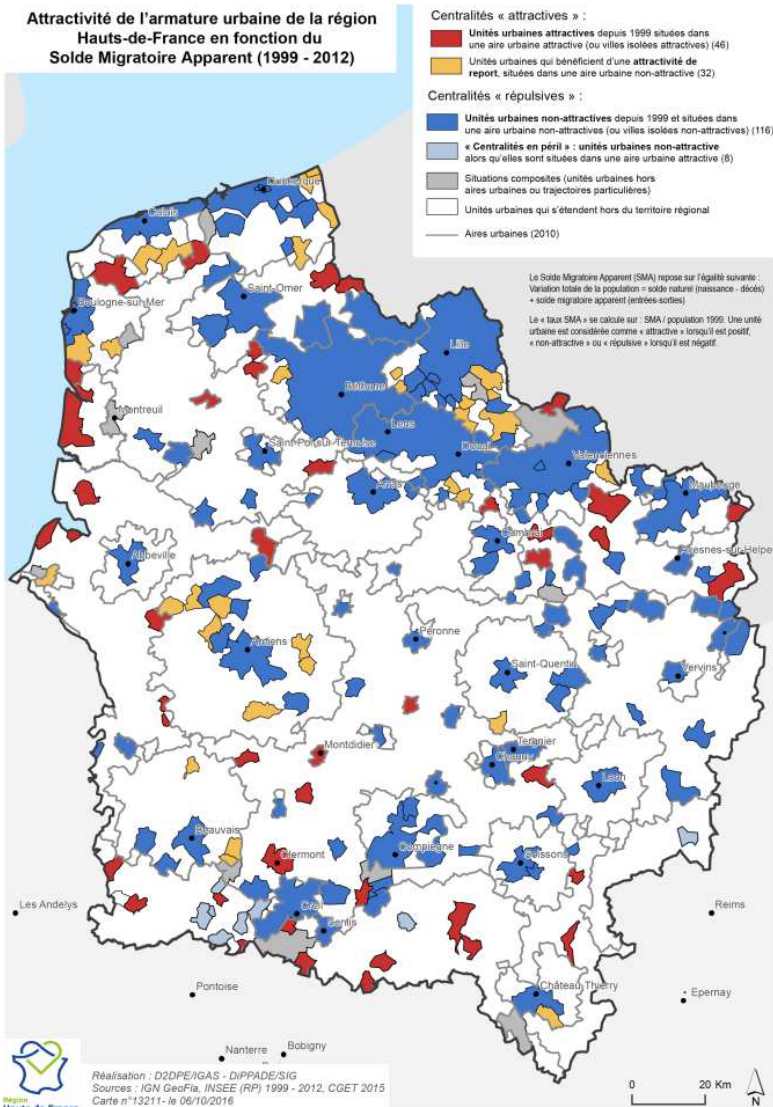 Attractivité de l'armature urbaine de la région
Hauts-de-France en fonction du
Solde Migratoire Apparent (1999 - 2012)
Centralités « attractives » :
Unités urbaines attractives depuis 1999 situées dans
une aire urbaine attractive (ou villes isolées attractives) (46)
Unités urbaines qui bénéficient d'une attractivité de
report, situées dans une aire urbaine non-attractive (32)
Centralités « répulsives » :
Unités urbaines non-attractives depuis 1999 et situées dans
une aire urbaine non-attractives (ou villes isolées non-attractives) (116)
« Centralités en péril » : unités urbaines non-attractive
alors qu'elles sont situées dans une aire urbaine attractive (8)
Situations composites (unités urbaines hors
aires urbaines ou trajectoires particulières)
Unités urbaines qui s'étendent hors du territoire régional
Aires urbaines (2010)
Le Solde Migratoire Apparent (SMA) repose sur l'égalité suivante :
Variation totale de la population = solde naturel (naissance - décés)
+ solde migratoire apparent (entrées-sorties)
Le « taux SMA » se calcule sur : SMA / population 1999. Une unité
urbaine est considérée comme « attractive » lorsqu'il est positif,
« non-attractive » ou « répulsive » lorsqu'il est négatif.
Dunkerque
Calais
Saint-Omer
Boulogne-sur-Mer
Lille
Béthune
Montreuil
Lens
Saint-Pol-sur-Ternoise
Douai
Valenciennes
Arras
Maubeuge
Cambrai
Abbeville
Avesnes-sur-Helpe
Péronne
Amiens
Saint-Quentin
Vervins
Montdidier
Tergnier
Chauny
Laon
Beauvais
Compiègne
Clermont
Soissons
Les Andelys
Creil
Senlis
Reims
Château-Thierry
Pontoise
Epernay
Nanterre
Bobigny
Région
Hauts-de-France
Réalisation : D2DPE/IGAS - DiPPADE/SIG
Sources : IGN GeoFla, INSEE (RP) 1999 - 2012, CGET 2015
Carte n°13211- le 06/10/2016
0 20 Km
N